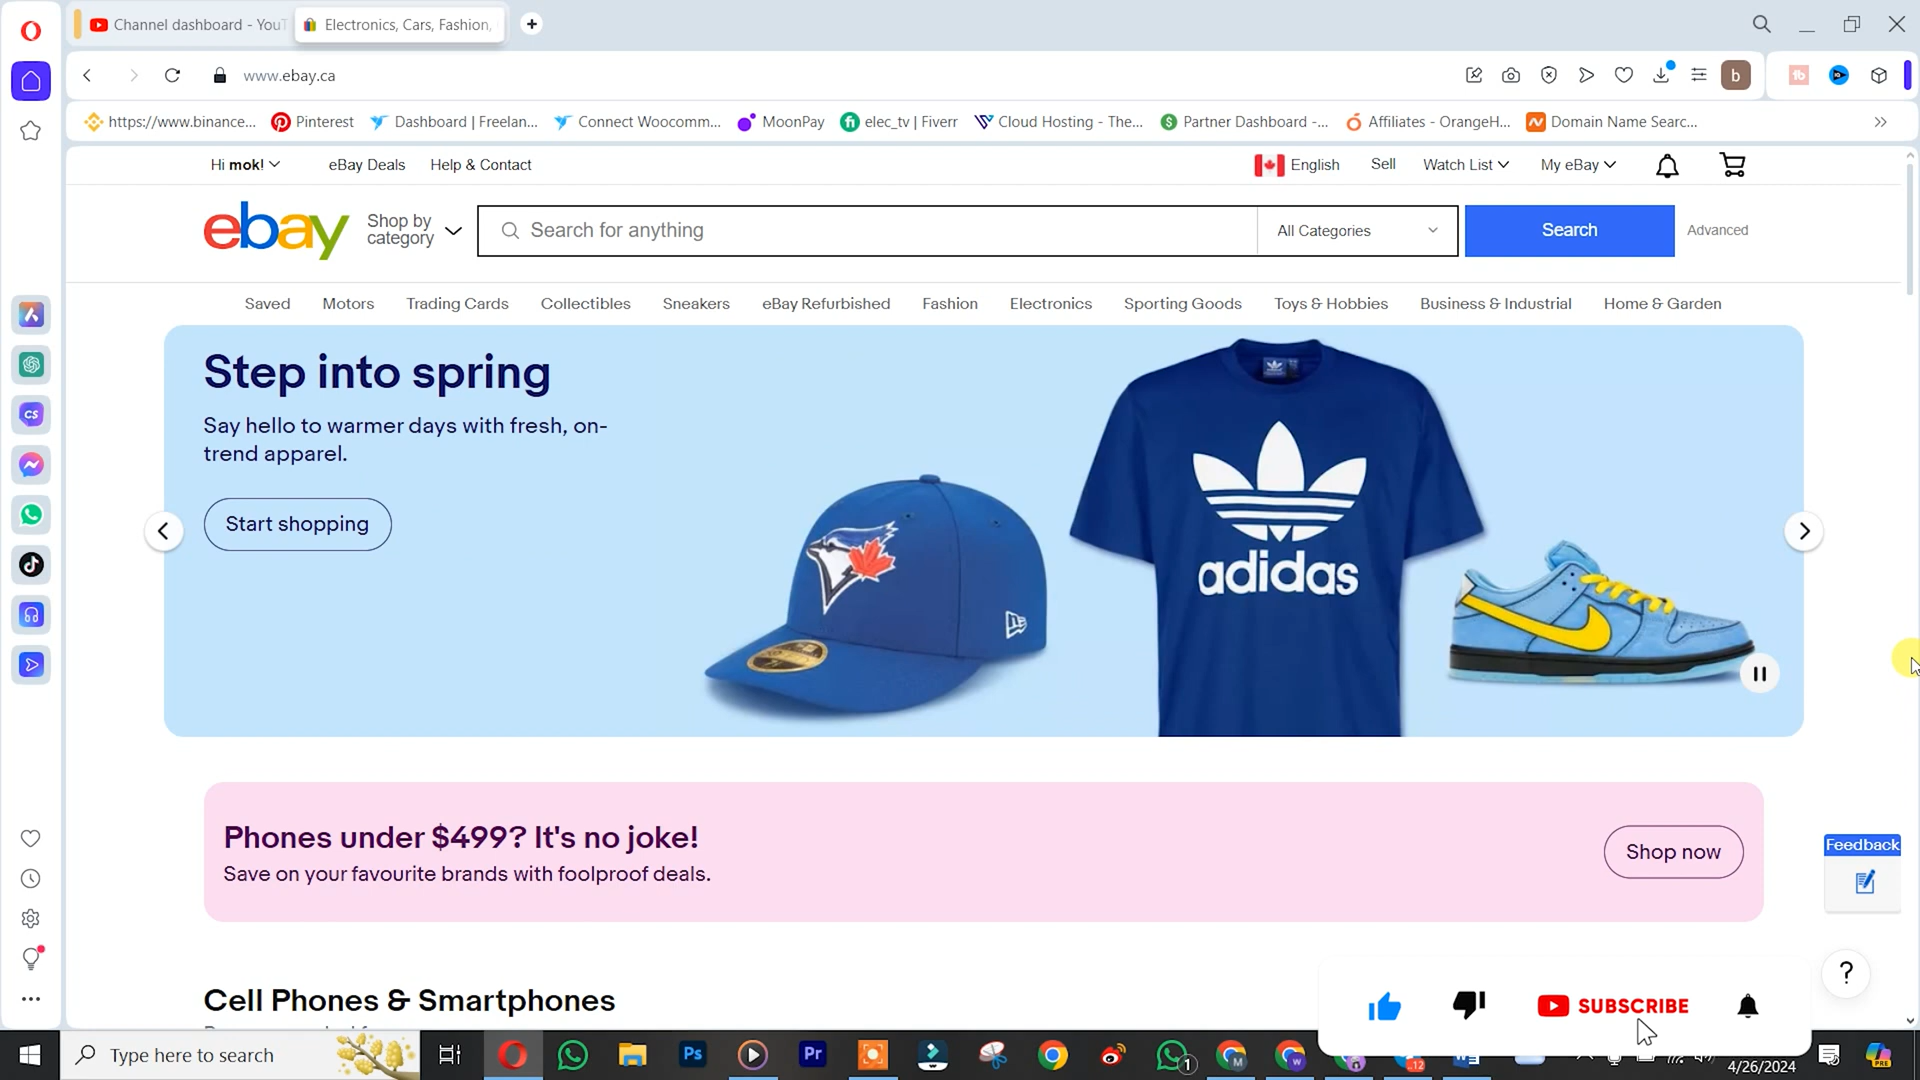 Channel dashboard - YouT
Electronics, Cars, Fashion,
www.ebay.ca
b
https://www.binance...
Pinterest
Dashboard | Freelan...
Connect Woocomm...
MoonPay
elec_tv | Fiverr
Cloud Hosting - The...
Partner Dashboard -...
Affiliates - OrangeH...
Domain Name Searc...
Hi mok!
eBay Deals
Help & Contact
English
Sell
Watch List
My eBay
ebay
Shop by
category
Search for anything
All Categories
Search
Advanced
Saved
Motors
Trading Cards
Collectibles
Sneakers
eBay Refurbished
Fashion
Electronics
Sporting Goods
Toys & Hobbies
Business & Industrial
Home & Garden
Step into spring
Say hello to warmer days with fresh, on-
trend apparel.
Start shopping
adidas
Phones under $499? It's no joke!
Save on your favourite brands with foolproof deals.
Shop now
Feedback
Cell Phones & Smartphones
SUBSCRIBE
Type here to search
4/26/2024